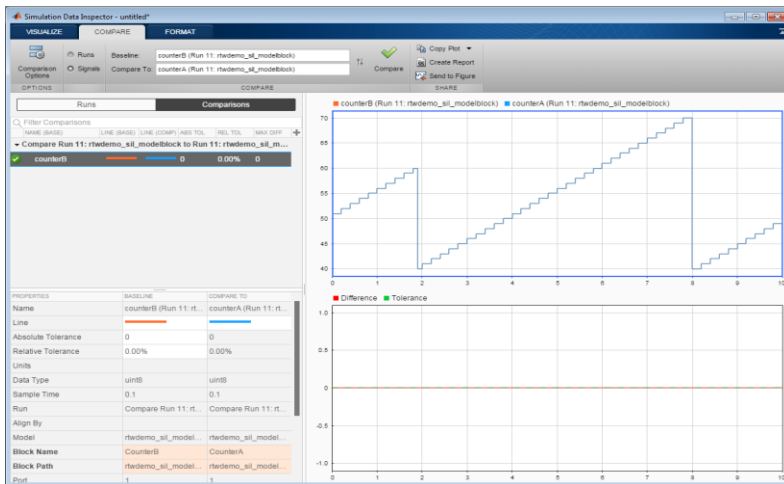 Simulation Data Inspector - untitled*
VISUALIZE COMPARE FORMAT
Comparison Options
Runs
Signals
Baseline: counterB (Run 11: rtwdemo_sil_modelblock)
Compare To: counterA (Run 11: rtwdemo_sil_modelblock)
Compare
Copy Plot
Create Report
Send to Figure
OPTIONS COMPARE SHARE
Runs Comparisons
Filter Comparisons
NAME (BASE) LINE (BASE) LINE (COMP) ABS TOL REL TOL MAX DIFF
Compare Run 11: rtwdemo_sil_modelblock to Run 11: rtwdemo_sil_m...
counterB 0 0.00% 0
PROPERTIES BASELINE COMPARE TO
Name counterB (Run 11: rt... counterA (Run 11: rt...
Line
Absolute Tolerance 0 0
Relative Tolerance 0.00% 0.00%
Units
Data Type uint8 uint8
Sample Time 0.1 0.1
Run Compare Run 11: rt... Compare Run 11: rt...
Align By
Model rtwdemo_sil_model... rtwdemo_sil_model...
Block Name CounterB CounterA
Block Path rtwdemo_sil_model... rtwdemo_sil_model...
Port 1 1
counterB (Run 11: rtwdemo_sil_modelblock) counterA (Run 11: rtwdemo_sil_modelblock)
70
65
60
55
50
45
40
0 1 2 3 4 5 6 7 8 9 10
Difference Tolerance
1.0
0.5
0
-0.5
-1.0
0 1 2 3 4 5 6 7 8 9 10